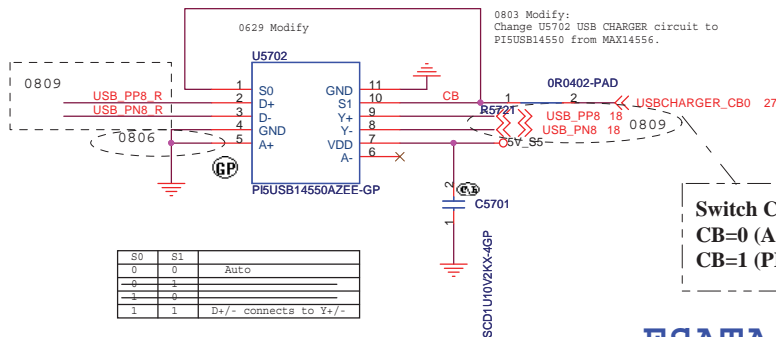 0629 Modify
0803 Modify:
Change U5702 USB CHARGER circuit to
PI5USB14550 from MAX14556.
U5702
0809
USB_PP8_R
USB_PN8_R
0806
1 S0
2 D+
3 D-
4 GND
5 A+
GND 11
S1 10
Y+ 9
Y- 8
VDD 7
A- 6
PI5USB14550AZEE-GP
GP
CB
R5721
1 2
0R0402-PAD
USBCHARGER_CB0 27
USB_PP8 18
USB_PN8 18
0809
5V_S5
2
1
C5701
SCD1U10V2KX-4GP
Switch C
CB=0 (A
CB=1 (P
S0 S1
0 0 Auto
0 1
1 0
1 1 D+/- connects to Y+/-
ESATA